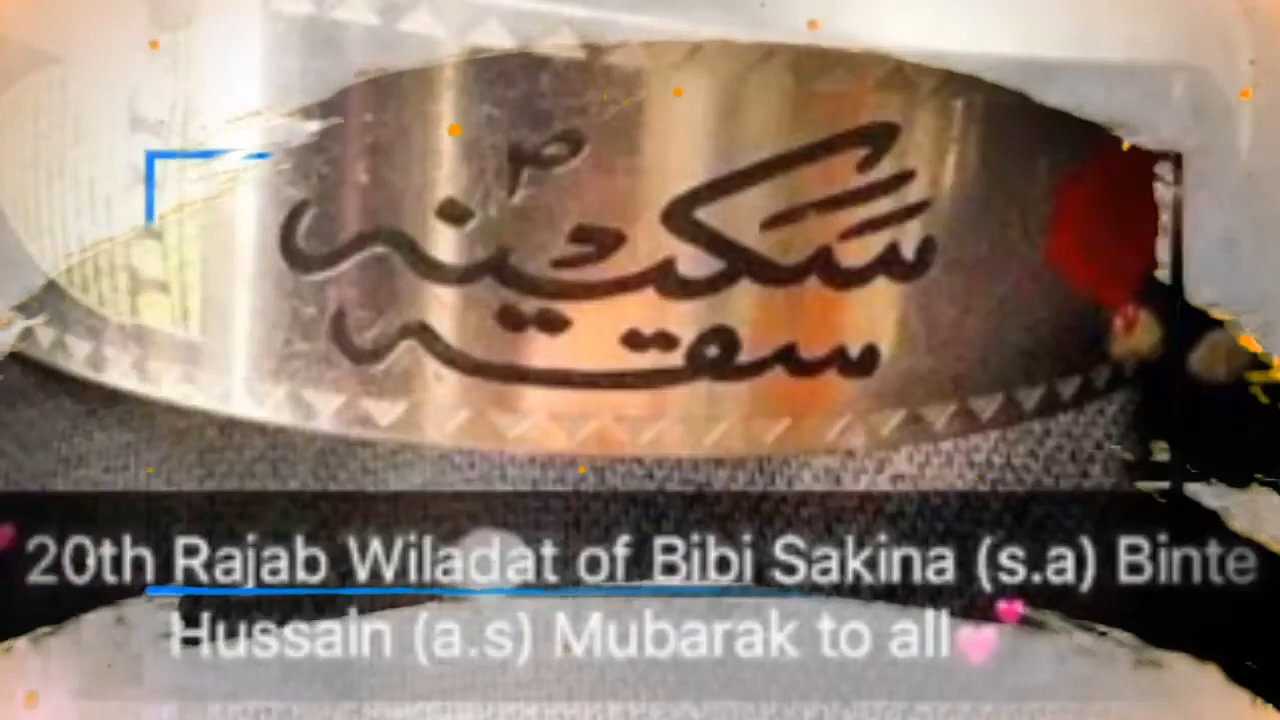 سکینہ
سقہ
20th Rajab Wiladat of Bibi Sakina (s.a) Binte
Hussain (a.s) Mubarak to all